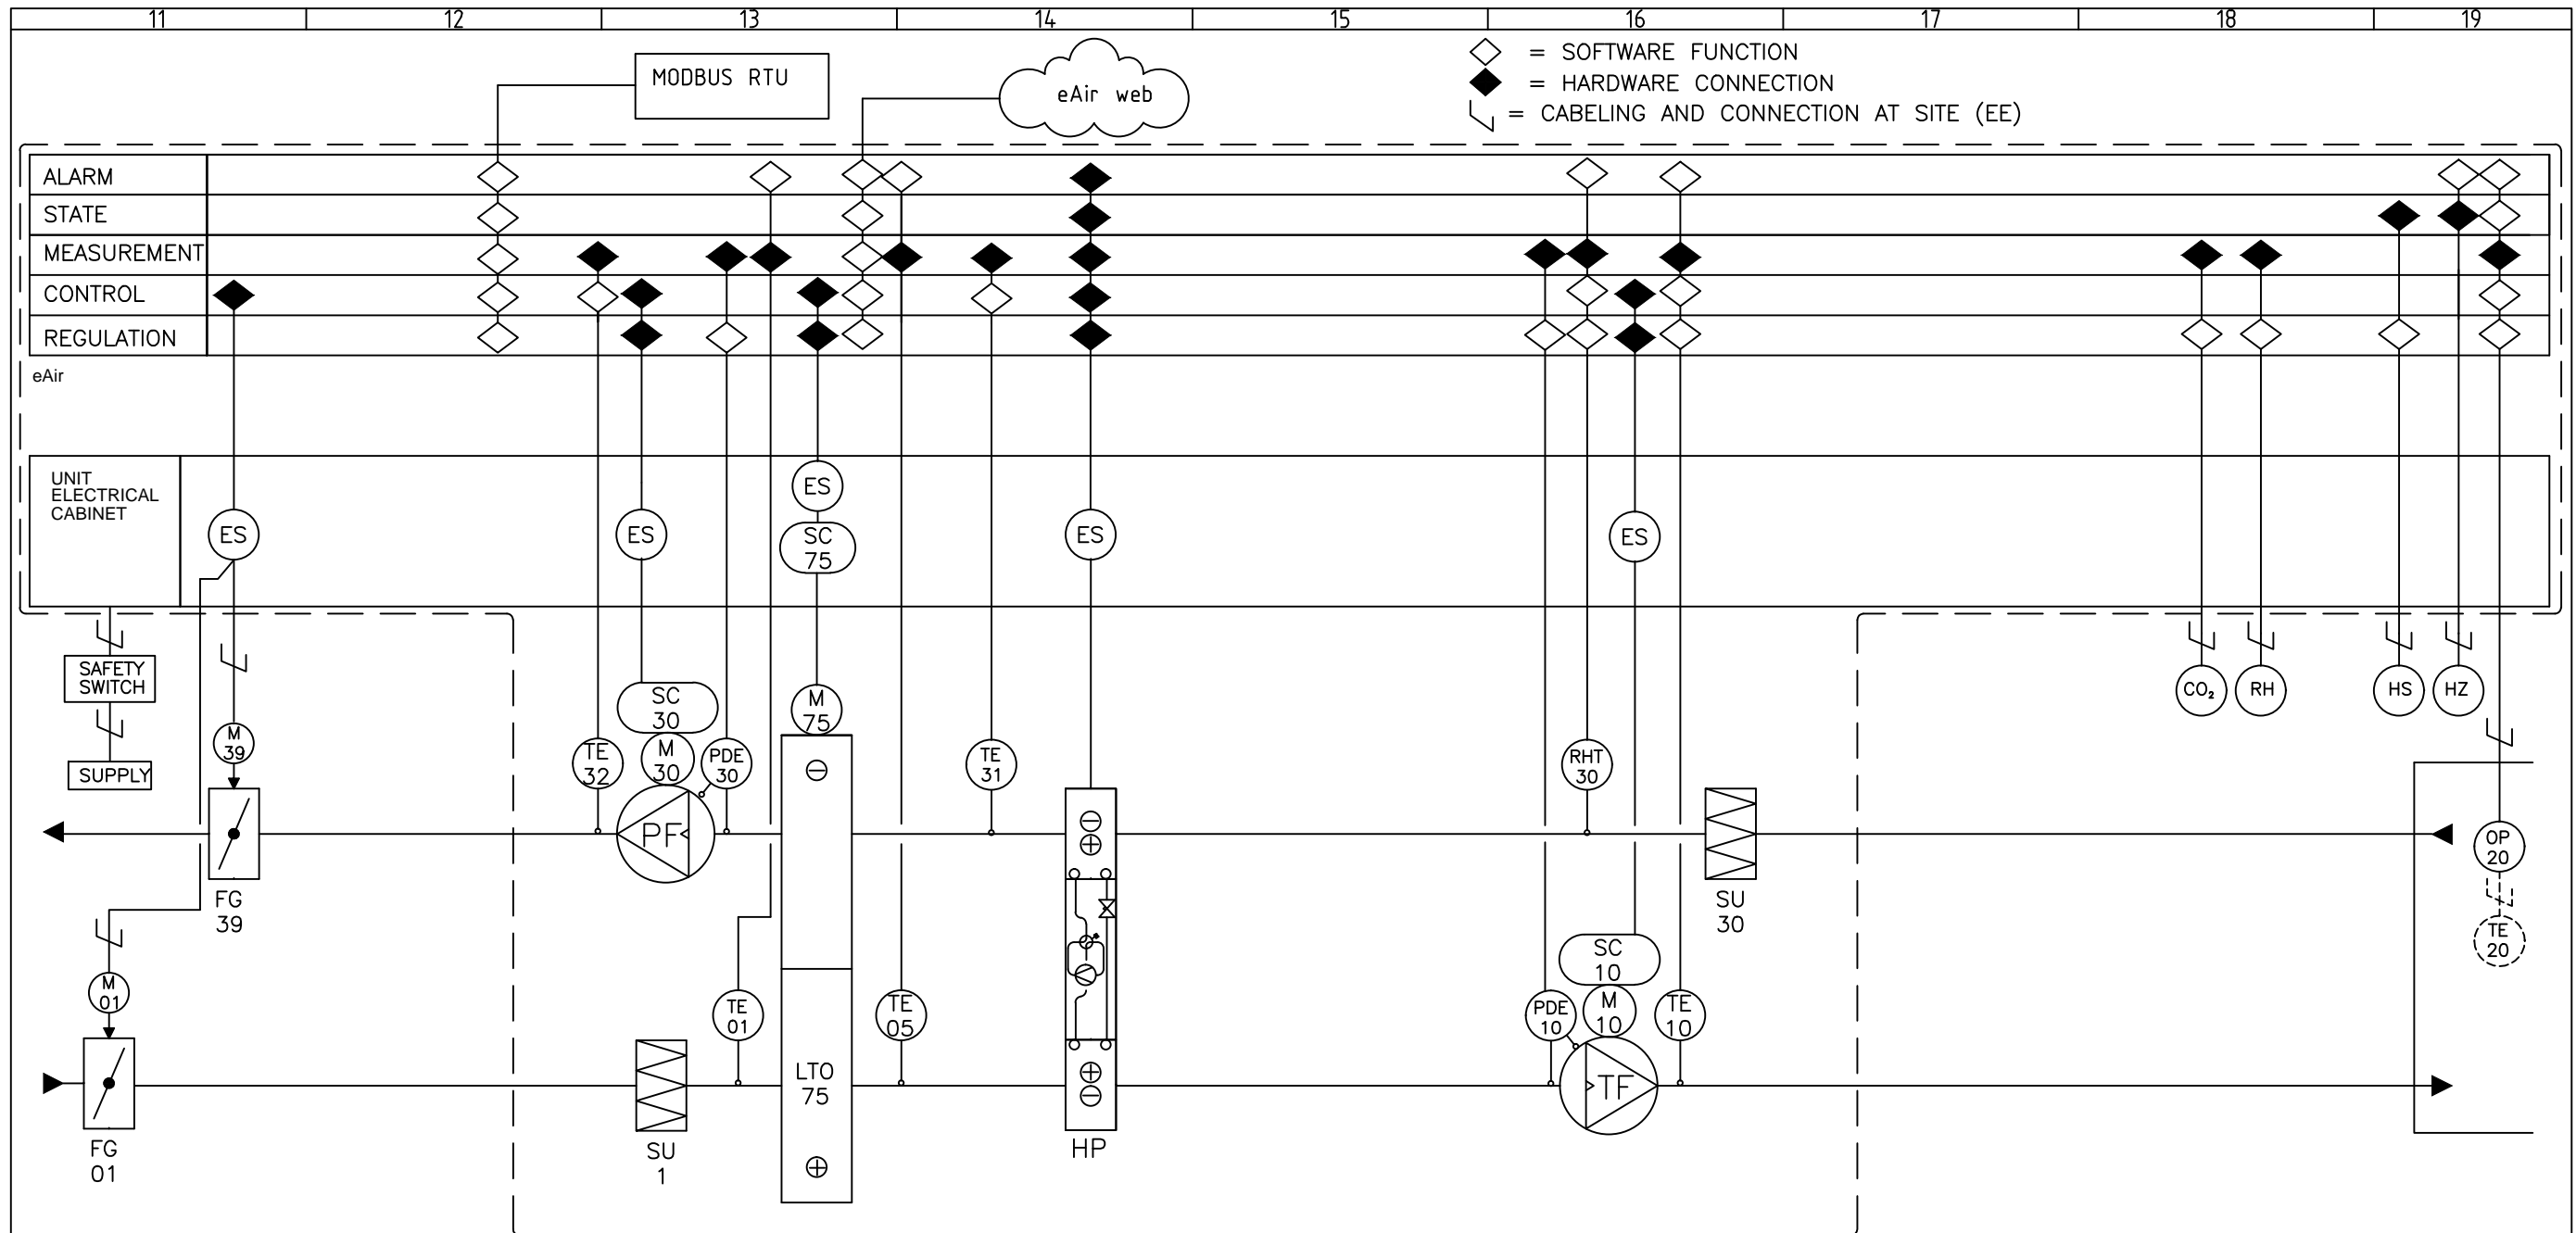 11 12 13 14 15 16 17 18 19
= SOFTWARE FUNCTION
MODBUS RTU
eAir web
= HARDWARE CONNECTION
= CABELING AND CONNECTION AT SITE (EE)
ALARM
STATE
MEASUREMENT
CONTROL
REGULATION
eAir
UNIT
ELECTRICAL
CABINET
ES
ES
ES
SC
75
ES
ES
SAFETY
SWITCH
SUPPLY
M
39
TE
32
SC
30
M
30
PDE
30
M
75
TE
31
RHT
30
CO₂
RH
HS
HZ
PF
OP
20
TE
20
FG
39
SU
30
M
01
TE
01
TE
05
SC
10
PDE
10
M
10
TE
10
LTO
75
TF
FG
01
SU
1
HP